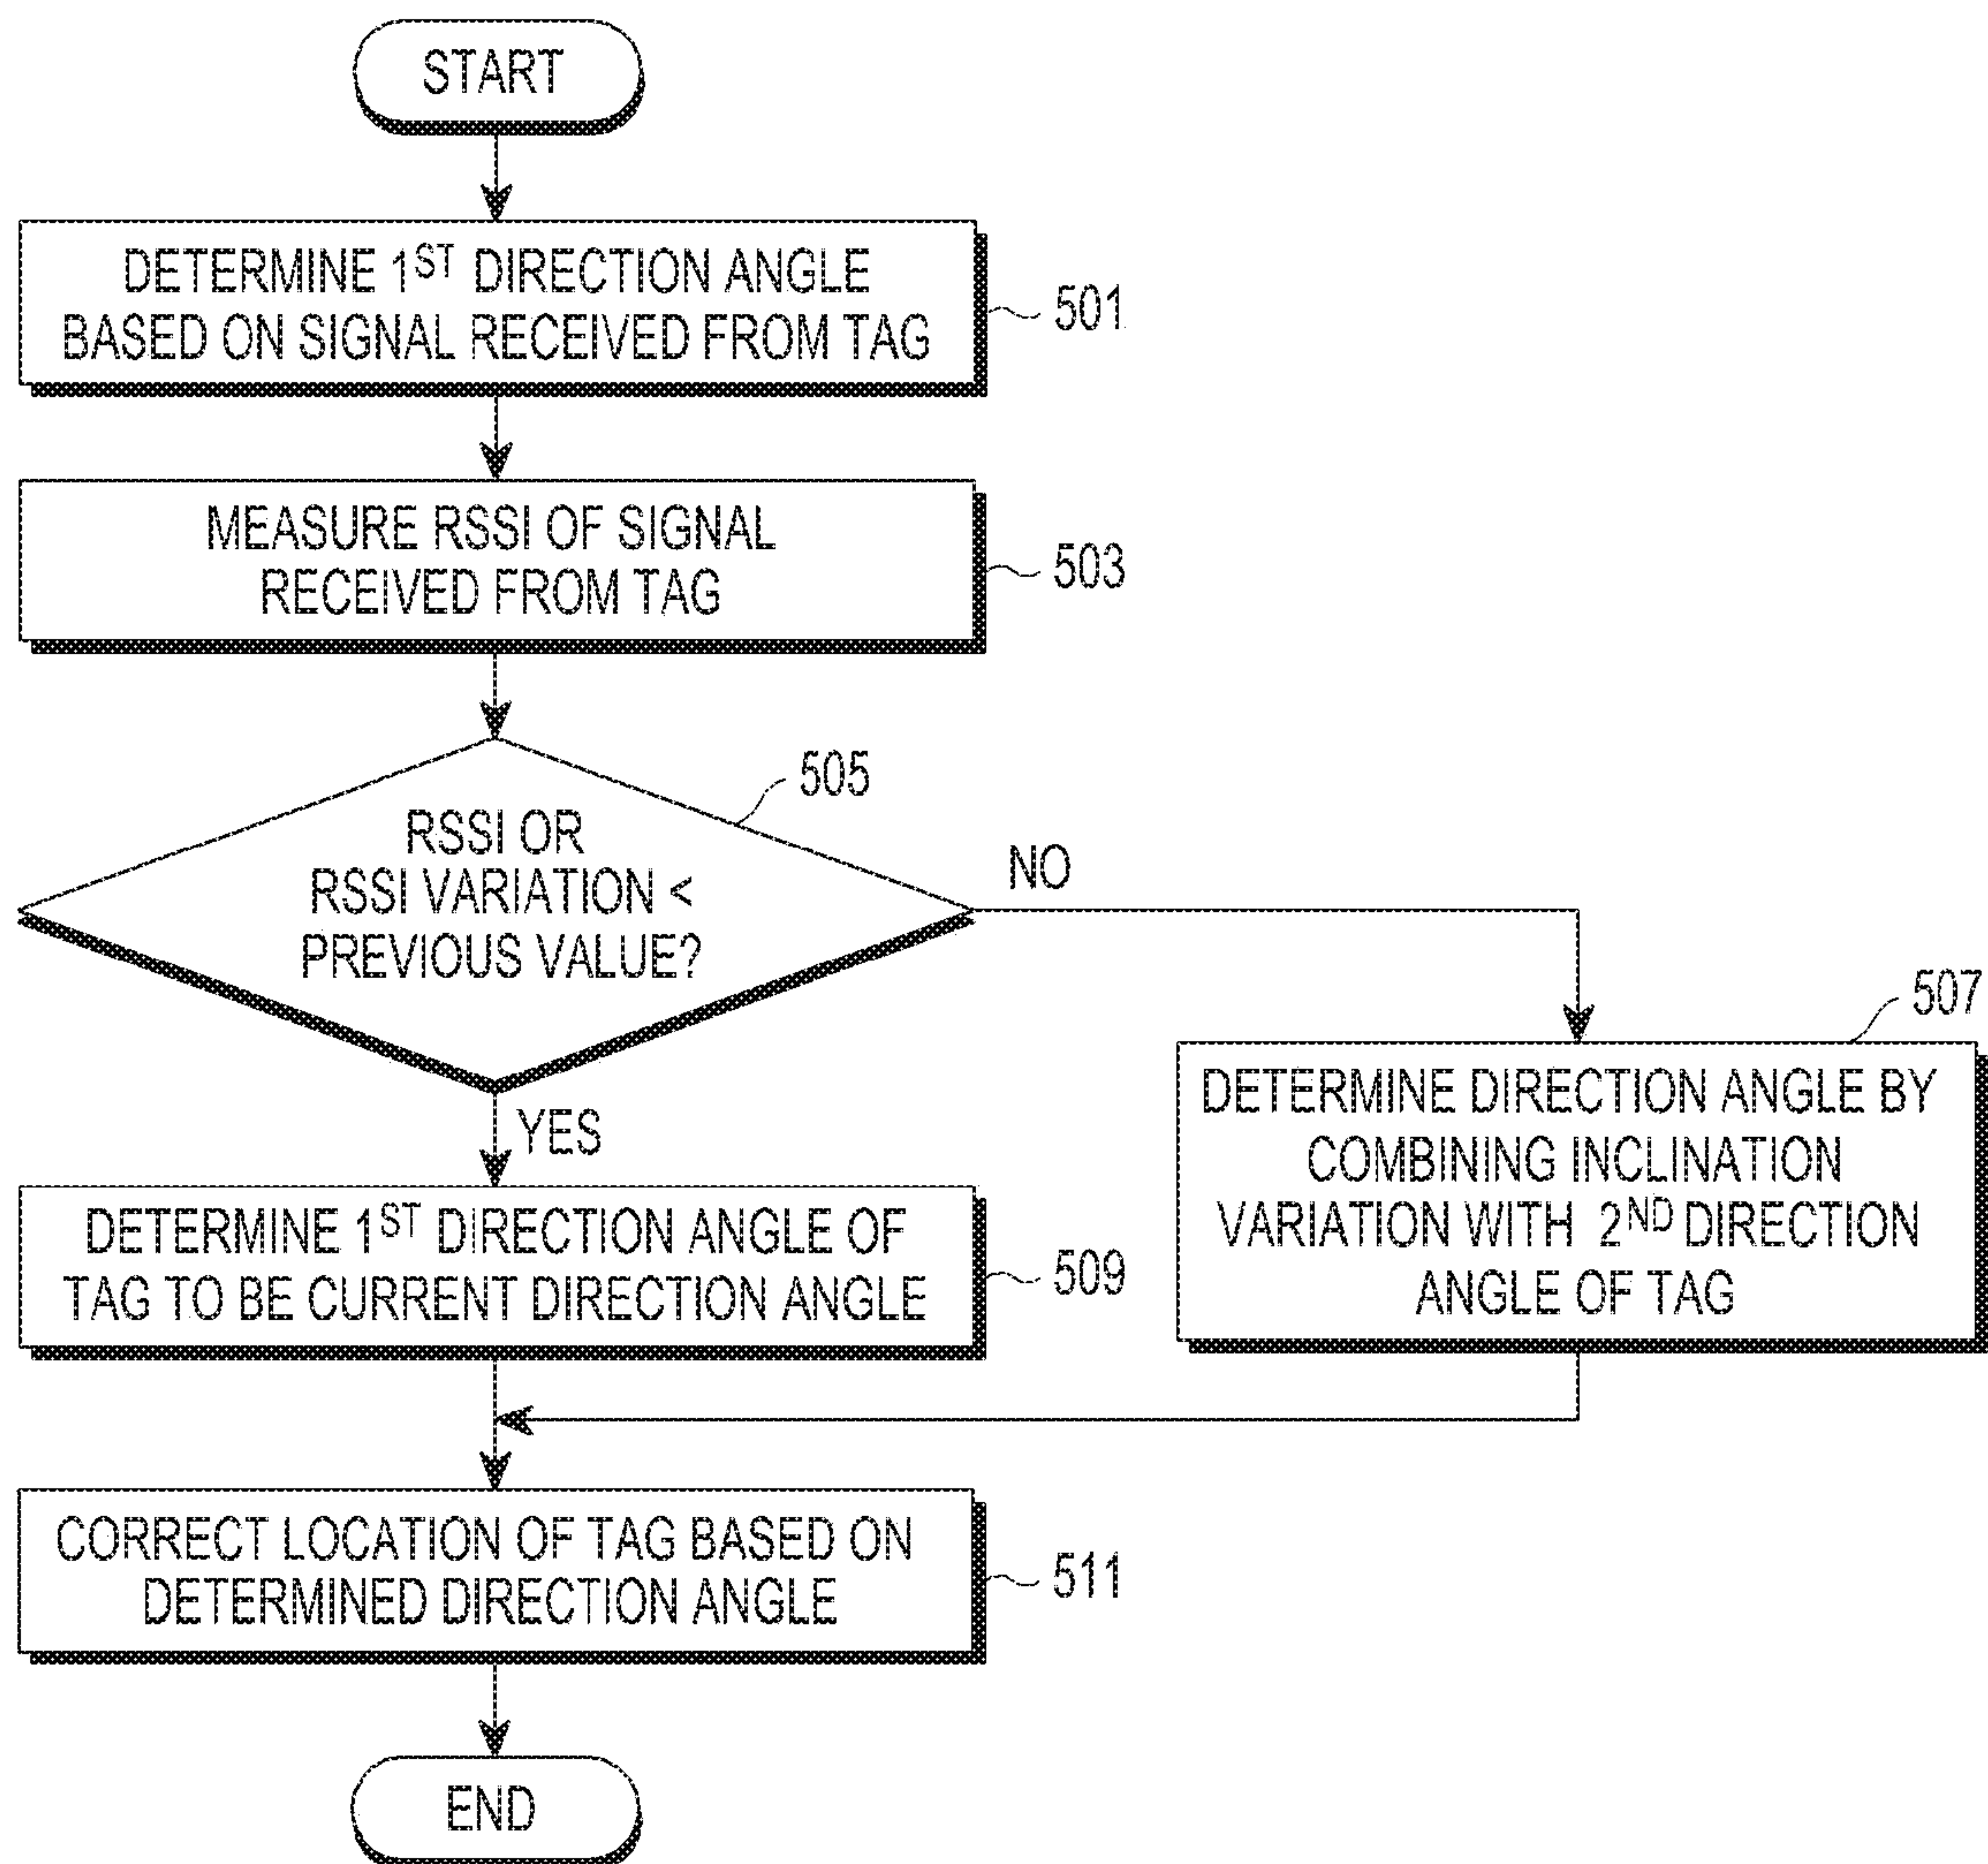 START
DETERMINE 1ST DIRECTION ANGLE
BASED ON SIGNAL RECEIVED FROM TAG
501
MEASURE RSSI OF SIGNAL
RECEIVED FROM TAG
503
505
RSSI OR
RSSI VARIATION <
PREVIOUS VALUE?
NO
YES
507
DETERMINE DIRECTION ANGLE BY
COMBINING INCLINATION
VARIATION WITH 2ND DIRECTION
ANGLE OF TAG
DETERMINE 1ST DIRECTION ANGLE OF
TAG TO BE CURRENT DIRECTION ANGLE
509
CORRECT LOCATION OF TAG BASED ON
DETERMINED DIRECTION ANGLE
511
END